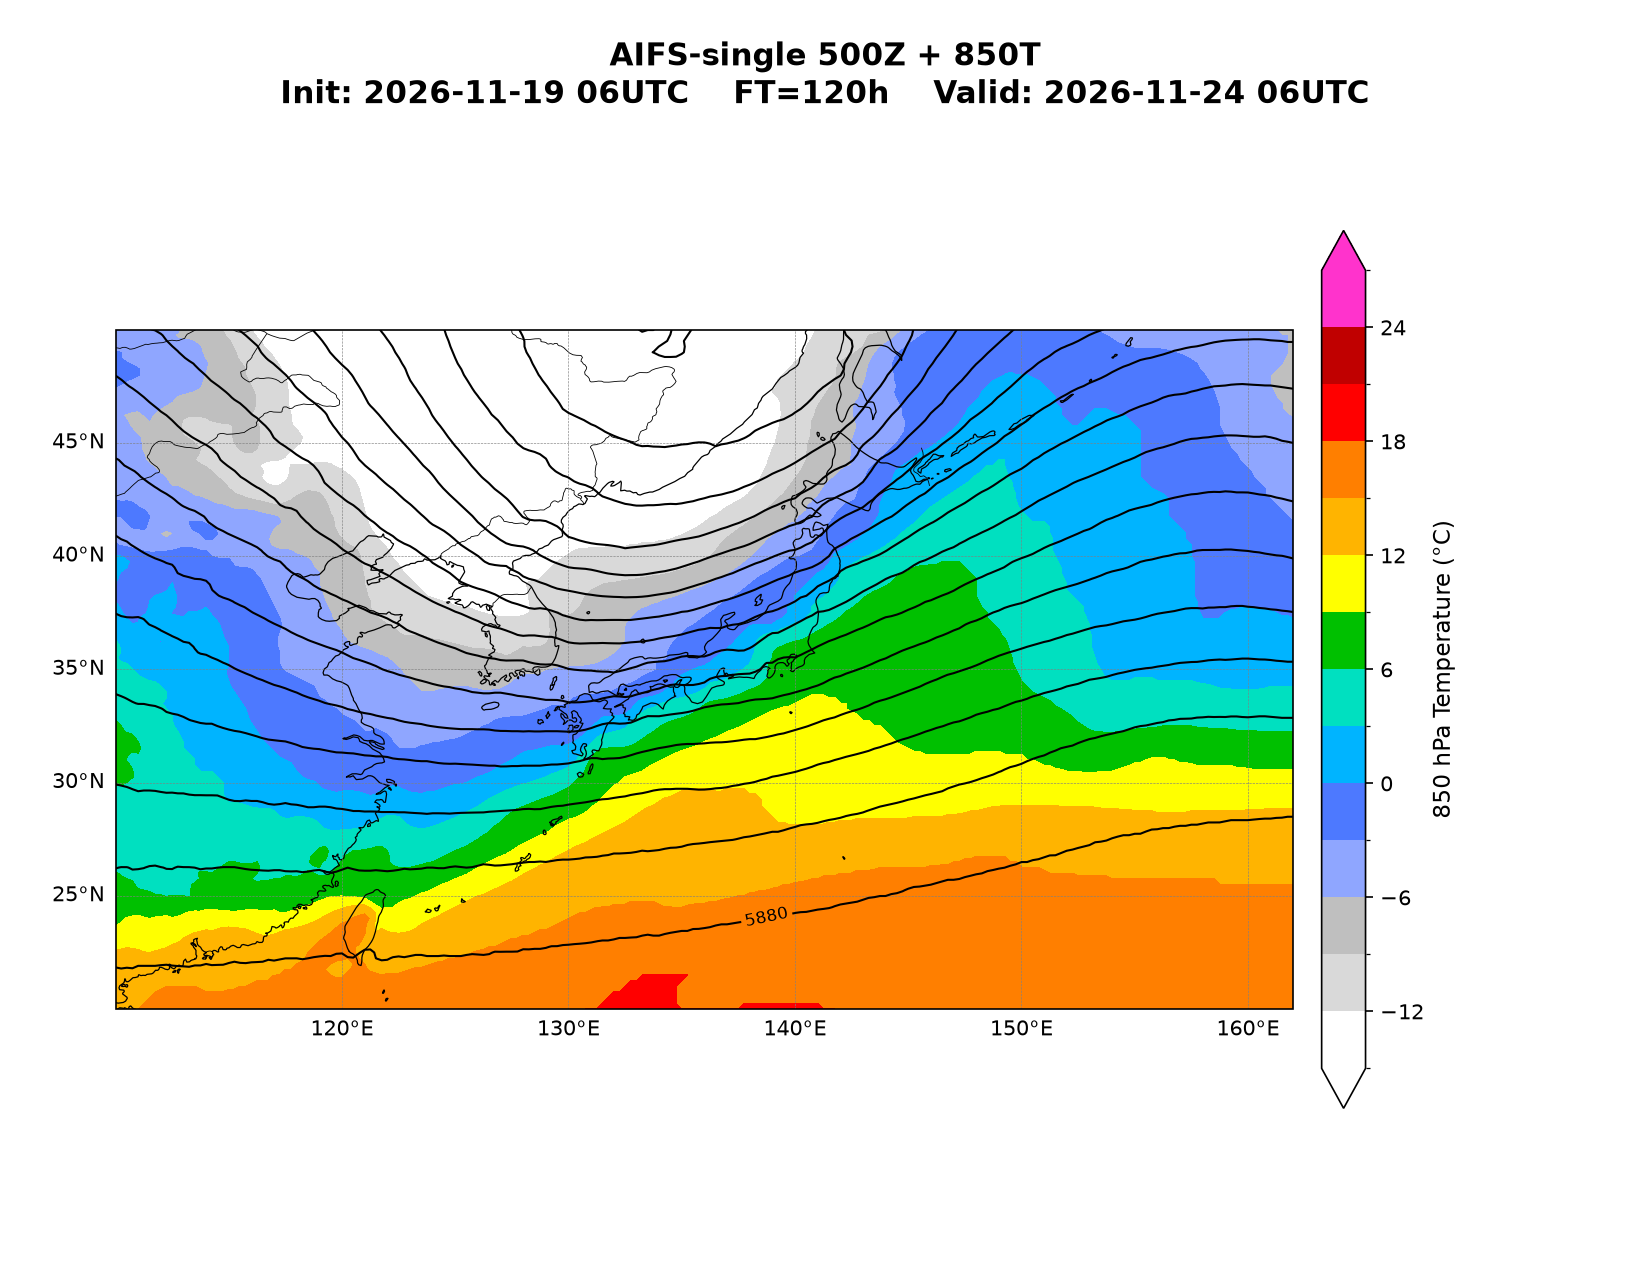 AIFS-single 500Z + 850T
Init: 2026-11-19 06UTC    FT=120h    Valid: 2026-11-24 06UTC
45°N
40°N
35°N
30°N
25°N
5880
120°E
130°E
140°E
150°E
160°E
24
18
12
6
0
−6
−12
850 hPa Temperature (°C)